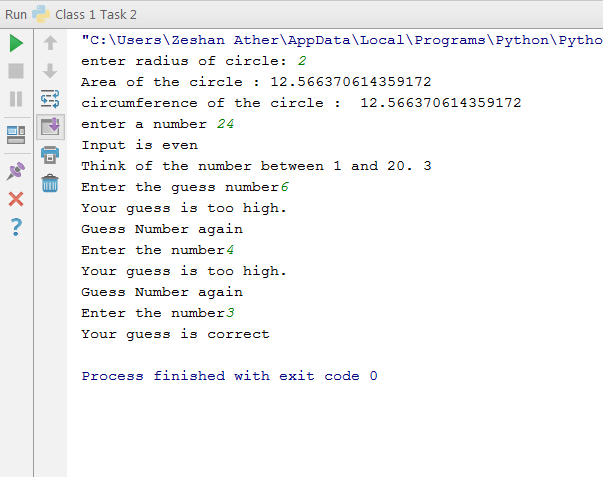 Run Class 1 Task 2
"C:\Users\Zeshan Ather\AppData\Local\Programs\Python\Pytho
enter radius of circle: 2
Area of the circle : 12.566370614359172
circumference of the circle :  12.566370614359172
enter a number 24
Input is even
Think of the number between 1 and 20. 3
Enter the guess number6
Your guess is too high.
Guess Number again
Enter the number4
Your guess is too high.
Guess Number again
Enter the number3
Your guess is correct
Process finished with exit code 0